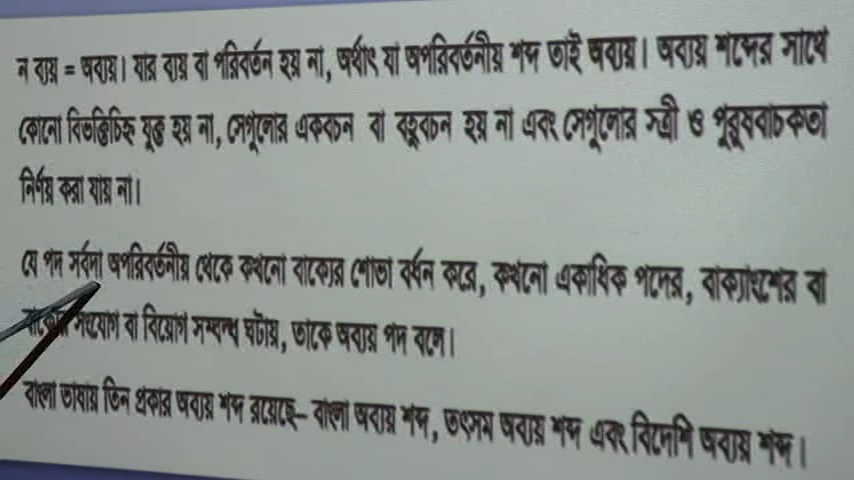 ন ব্যয় = অব্যয়। যার ব্যয় বা পরিবর্তন হয় না, অর্থাৎ যা অপরিবর্তনীয় শব্দ তাই অব্যয়। অব্যয় শব্দের সাথে
কোনো বিভক্তিচিহ্ন যুক্ত হয় না, সেগুলোর একবচন বা বহুবচন হয় না এবং সেগুলোর স্ত্রী ও পুরুষবাচকতা
নির্ণয় করা যায় না।
যে পদ সর্বদা অপরিবর্তনীয় থেকে কখনো বাক্যের শোভা বর্ধন করে, কখনো একাধিক পদের, বাক্যাংশের বা
বাক্যের সংযোগ বা বিয়োগ সম্বন্ধ ঘটায়, তাকে অব্যয় পদ বলে।
বাংলা ভাষায় তিন প্রকার অব্যয় শব্দ রয়েছে– বাংলা অব্যয় শব্দ, তৎসম অব্যয় শব্দ এবং বিদেশি অব্যয় শব্দ।